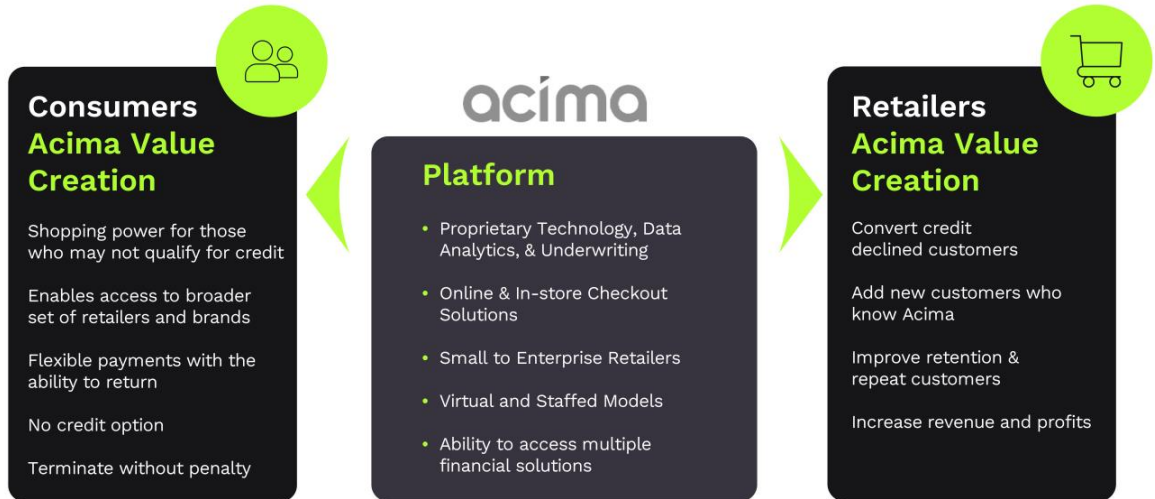 Consumers
Acima Value
Creation
Shopping power for those
who may not qualify for credit
Enables access to broader
set of retailers and brands
Flexible payments with the
ability to return
No credit option
Terminate without penalty
acima
Platform
• Proprietary Technology, Data
Analytics, & Underwriting
• Online & In-store Checkout
Solutions
• Small to Enterprise Retailers
• Virtual and Staffed Models
• Ability to access multiple
financial solutions
Retailers
Acima Value
Creation
Convert credit
declined customers
Add new customers who
know Acima
Improve retention &
repeat customers
Increase revenue and profits